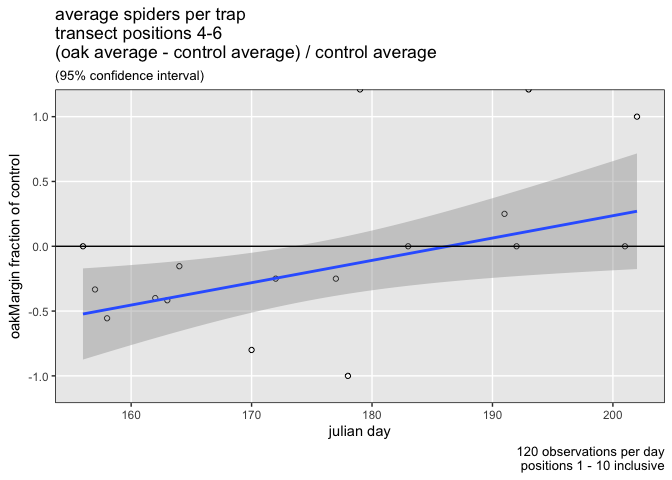 average spiders per trap
transect positions 4-6
(oak average - control average) / control average
(95% confidence interval)
oakMargin fraction of control
1.0
0.5
0.0
-0.5
-1.0
160 170 180 190 200
julian day
120 observations per day
positions 1 - 10 inclusive